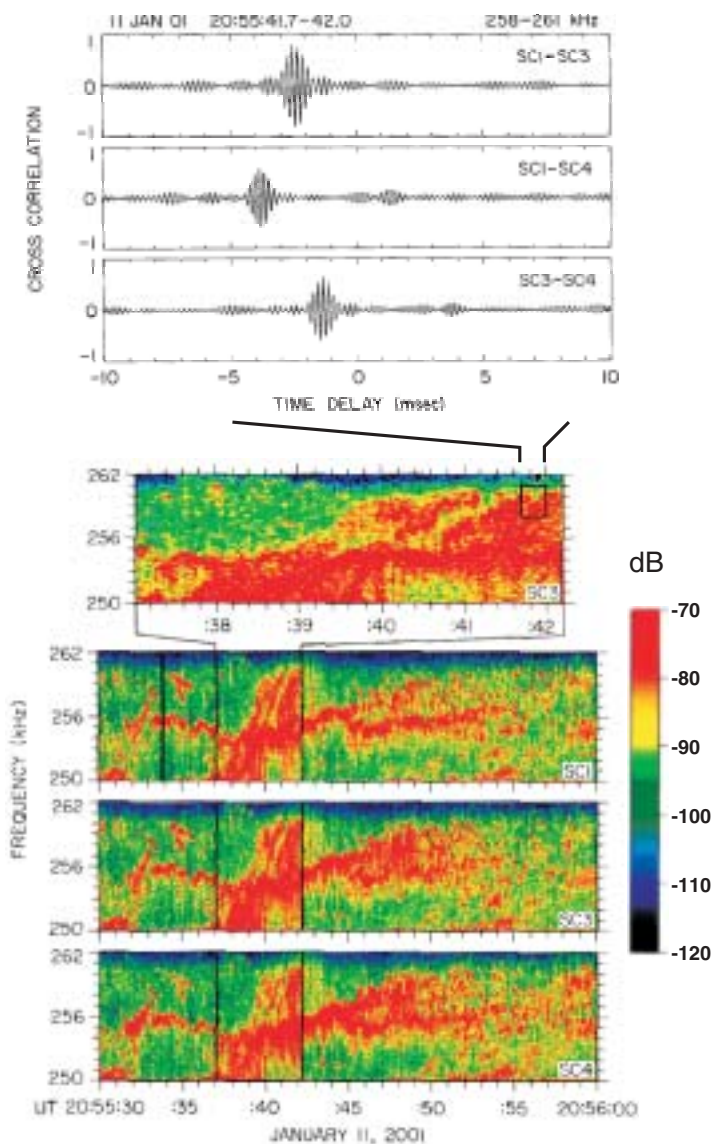 11 JAN 01 20:55:41.7-42.0 258-261 kHz
CROSS CORRELATION
1
0
-1
SC1-SC3
1
0
-1
SC1-SC4
1
0
-1
SC3-SC4
-10 -5 0 5 10
TIME DELAY (msec)
262
256
250
SC3
:38 :39 :40 :41 :42
dB
-70
-80
-90
-100
-110
-120
FREQUENCY (kHz)
262
256
250
SC1
262
256
250
SC3
262
256
250
SC4
UT 20:55:30 :35 :40 :45 :50 :55 20:56:00
JANUARY 11, 2001